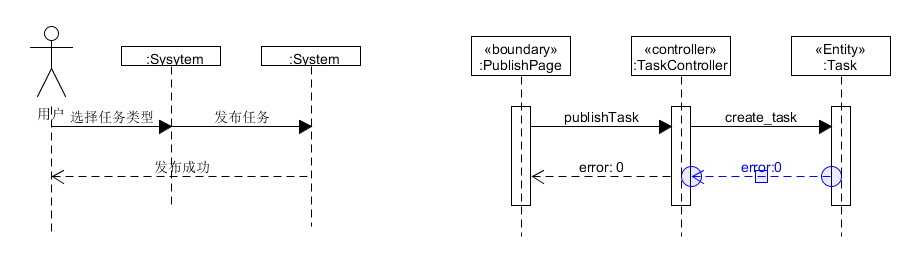 :Sysytem
:System
用户
选择任务类型
发布任务
发布成功
«boundary»
:PublishPage
«controller»
:TaskController
«Entity»
:Task
publishTask
create_task
error: 0
error:0